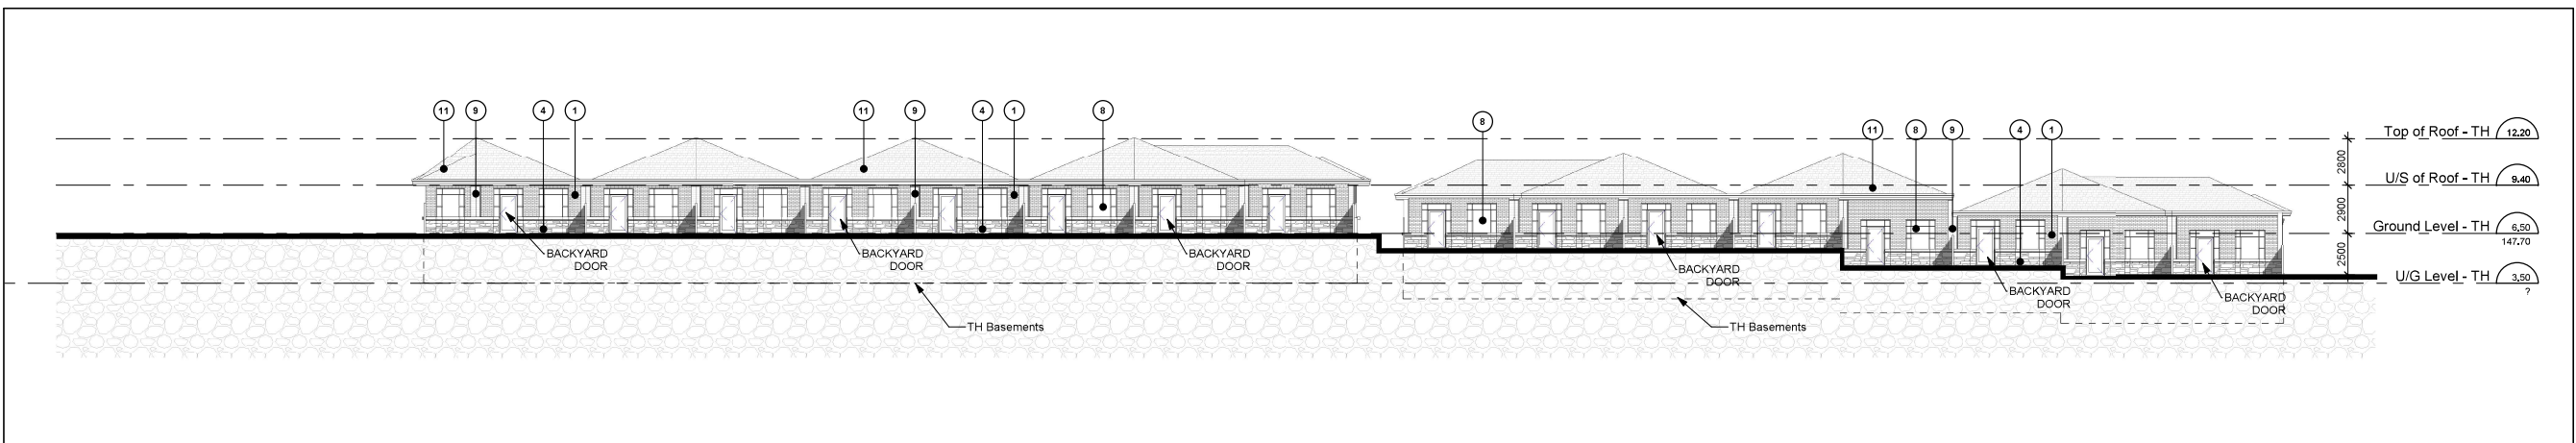 11 9 4 1 11 9 4 1 8 8 11 8 9 4 1
Top of Roof - TH 12.20
2800
U/S of Roof - TH 9.40
2900
Ground Level - TH 6.50
147.70
2500
U/G Level - TH 3.50
?
BACKYARD
DOOR
BACKYARD
DOOR
BACKYARD
DOOR
BACKYARD
DOOR
BACKYARD
DOOR
BACKYARD
DOOR
TH Basements
TH Basements